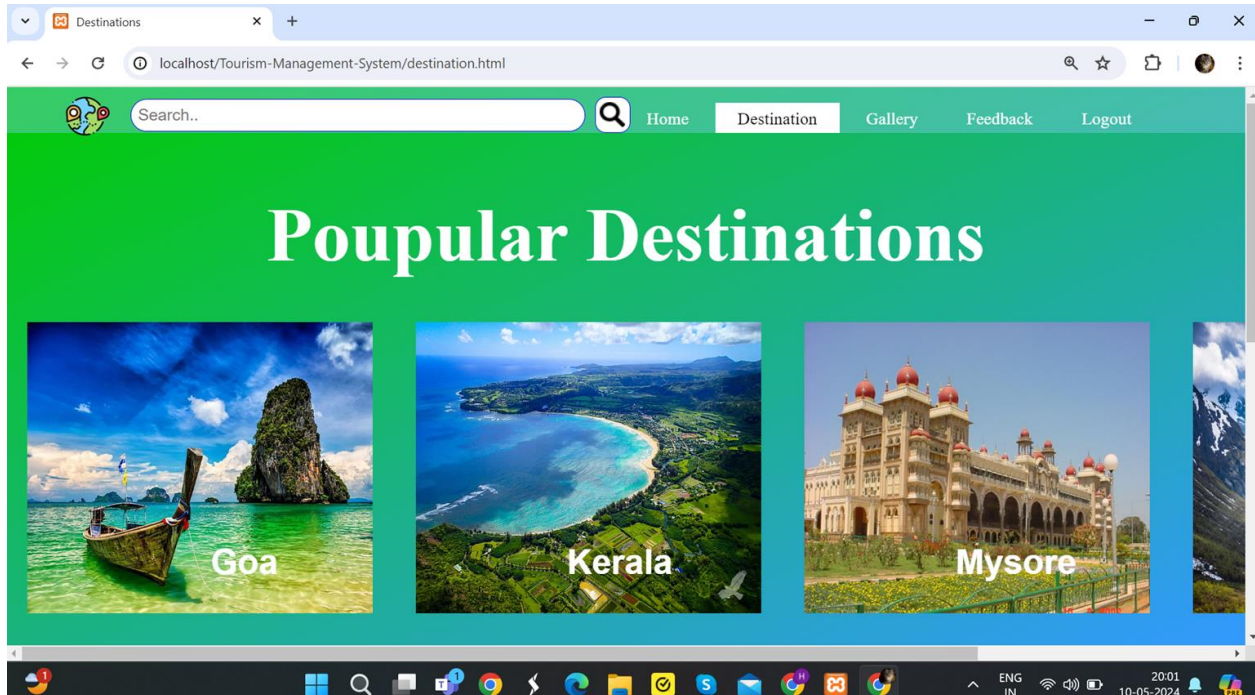 Destinations
localhost/Tourism-Management-System/destination.html
Search..
Home Destination Gallery Feedback Logout
Poupular Destinations
Goa Kerala Mysore
ENG
IN
20:01
10-05-2024